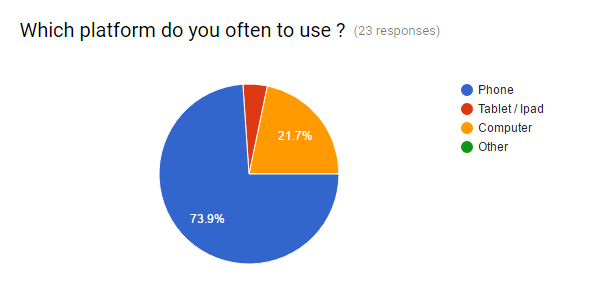 Which platform do you often to use ? (23 responses)
Phone
Tablet / Ipad
Computer
Other
21.7%
73.9%